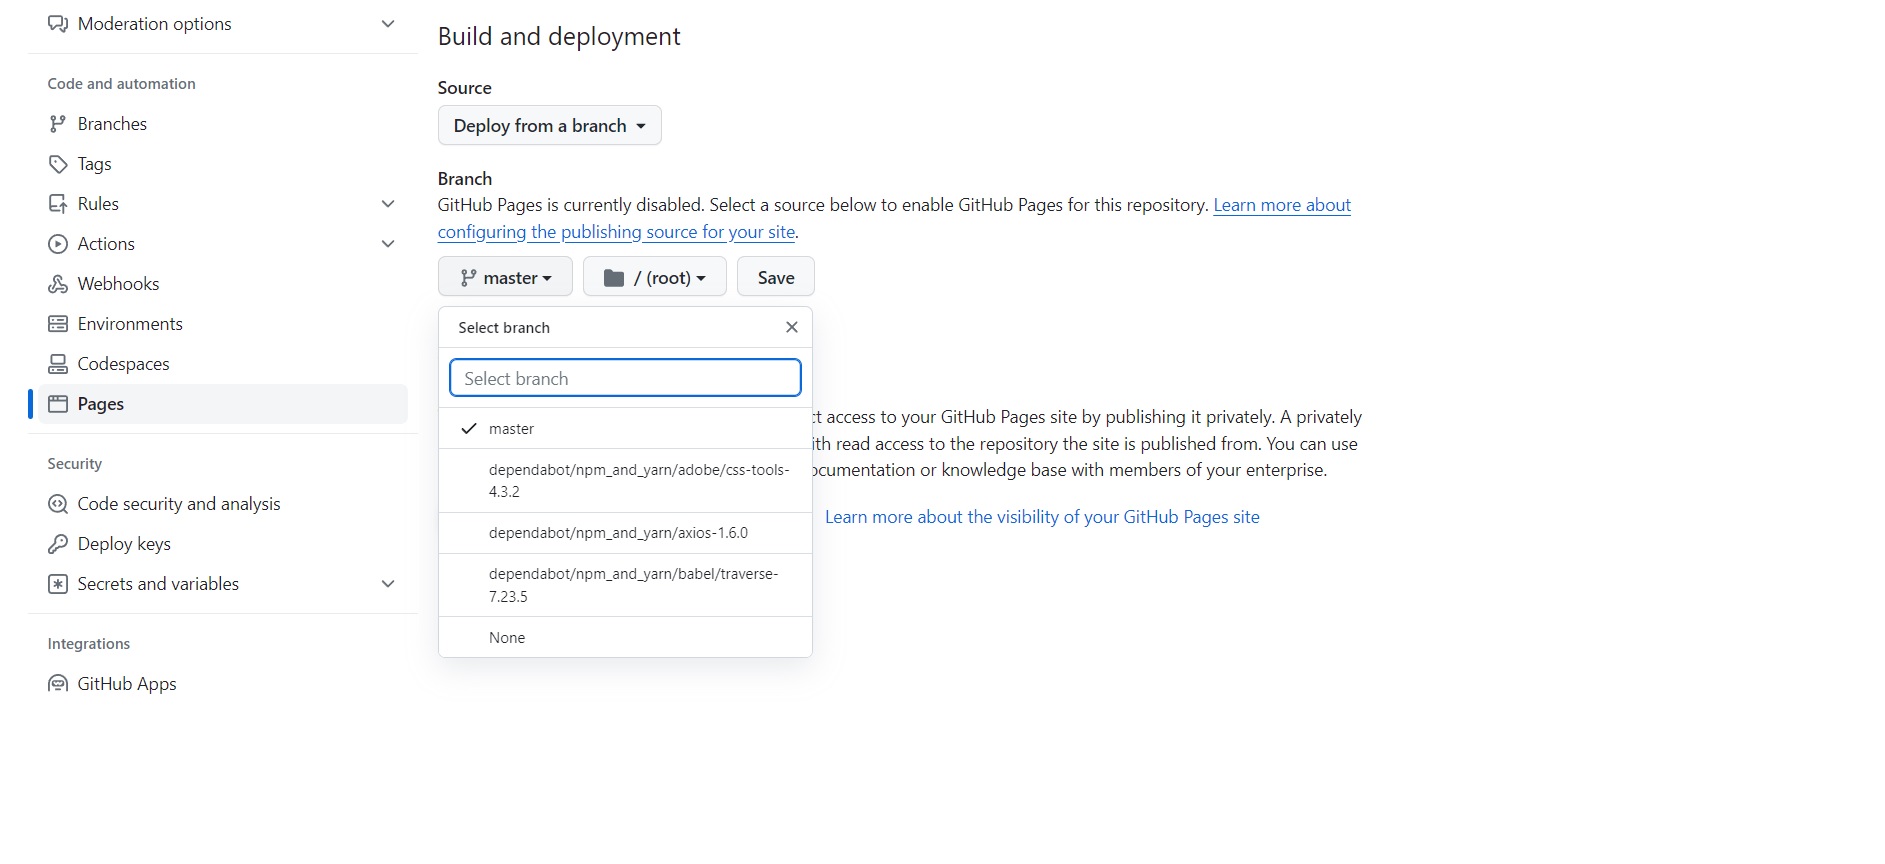 Moderation options
Code and automation
Branches
Tags
Rules
Actions
Webhooks
Environments
Codespaces
Pages
Security
Code security and analysis
Deploy keys
Secrets and variables
Integrations
GitHub Apps
Build and deployment
Source
Deploy from a branch
Branch
GitHub Pages is currently disabled. Select a source below to enable GitHub Pages for this repository. Learn more about
configuring the publishing source for your site.
master / (root) Save
Select branch
Select branch
master
dependabot/npm_and_yarn/adobe/css-tools-
4.3.2
dependabot/npm_and_yarn/axios-1.6.0
dependabot/npm_and_yarn/babel/traverse-
7.23.5
None
access to your GitHub Pages site by publishing it privately. A privately
read access to the repository the site is published from. You can use
or knowledge base with members of your enterprise.
Learn more about the visibility of your GitHub Pages site